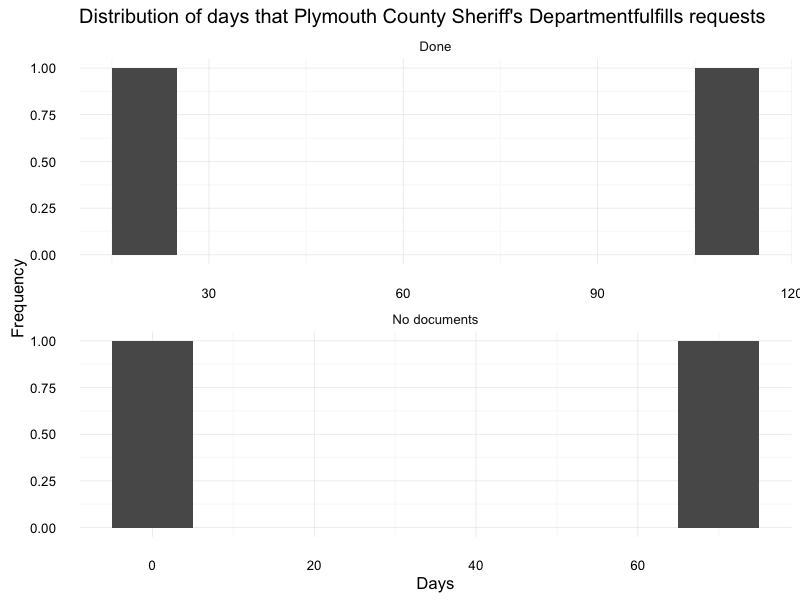 Distribution of days that Plymouth County Sheriff's Departmentfulfills requests
Done
1.00
0.75
0.50
0.25
0.00
30 60 90 120
Frequency
No documents
1.00
0.75
0.50
0.25
0.00
0 20 40 60
Days